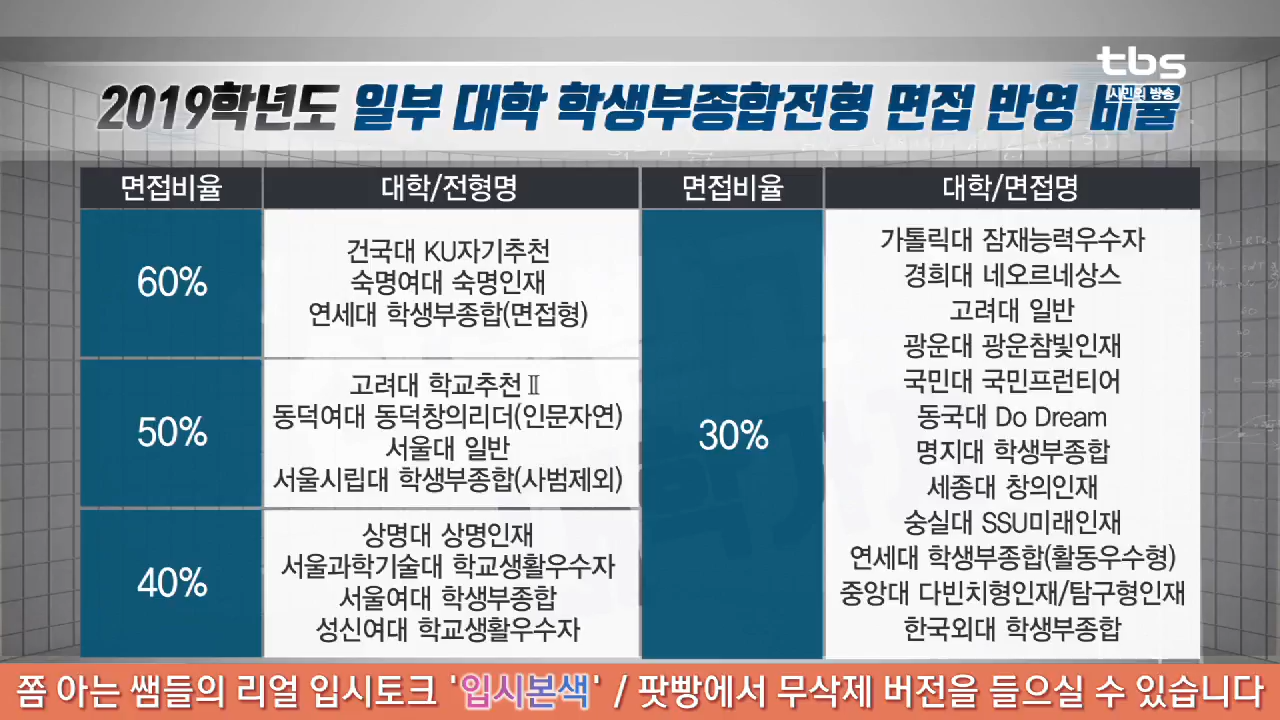 tbs
시민의 방송
2019학년도 일부 대학 학생부종합전형 면접 반영 비율
면접비율
대학/전형명
면접비율
대학/면접명
60%
건국대 KU자기추천
숙명여대 숙명인재
연세대 학생부종합(면접형)
50%
고려대 학교추천Ⅱ
동덕여대 동덕창의리더(인문자연)
서울대 일반
서울시립대 학생부종합(사범제외)
40%
상명대 상명인재
서울과학기술대 학교생활우수자
서울여대 학생부종합
성신여대 학교생활우수자
30%
가톨릭대 잠재능력우수자
경희대 네오르네상스
고려대 일반
광운대 광운참빛인재
국민대 국민프런티어
동국대 Do Dream
명지대 학생부종합
세종대 창의인재
숭실대 SSU미래인재
연세대 학생부종합(활동우수형)
중앙대 다빈치형인재/탐구형인재
한국외대 학생부종합
쫌 아는 쌤들의 리얼 입시토크 '입시본색' / 팟빵에서 무삭제 버전을 들으실 수 있습니다